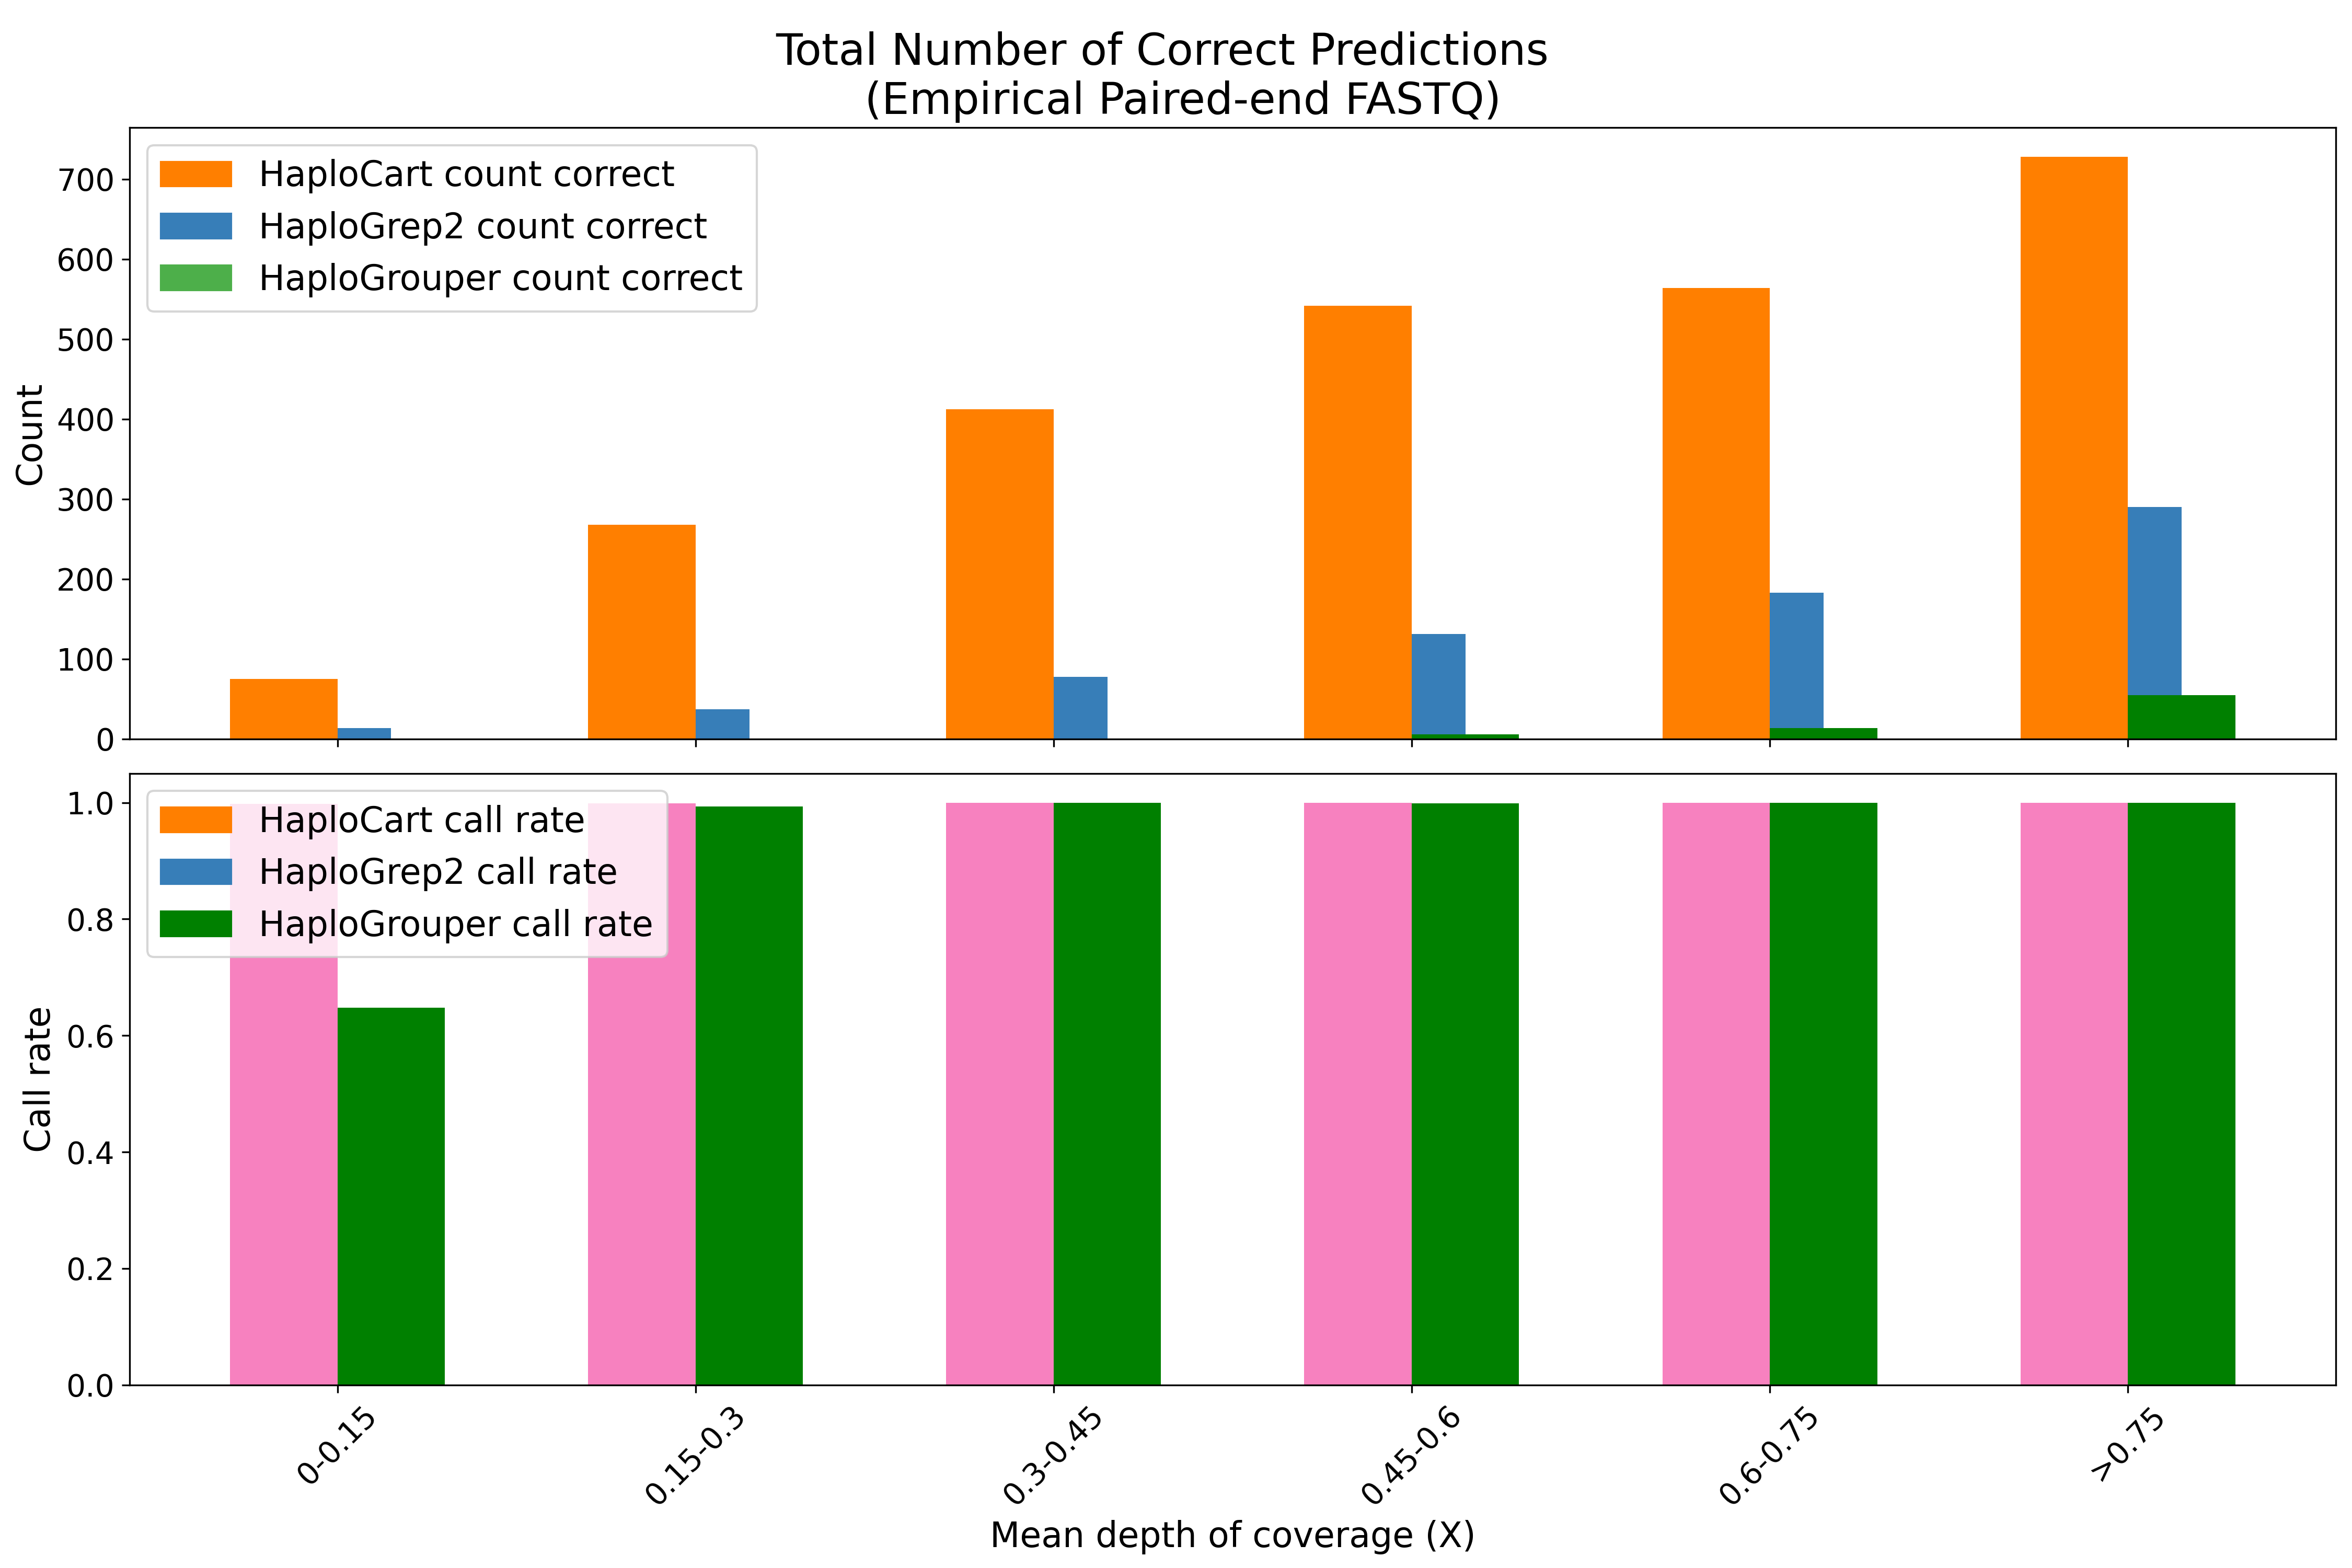 Total Number of Correct Predictions
(Empirical Paired-end FASTQ)
HaploCart count correct
HaploGrep2 count correct
HaploGrouper count correct
Count
700
600
500
400
300
200
100
0
HaploCart call rate
HaploGrep2 call rate
HaploGrouper call rate
Call rate
1.0
0.8
0.6
0.4
0.2
0.0
0-0.15
0.15-0.3
0.3-0.45
0.45-0.6
0.6-0.75
>0.75
Mean depth of coverage (X)